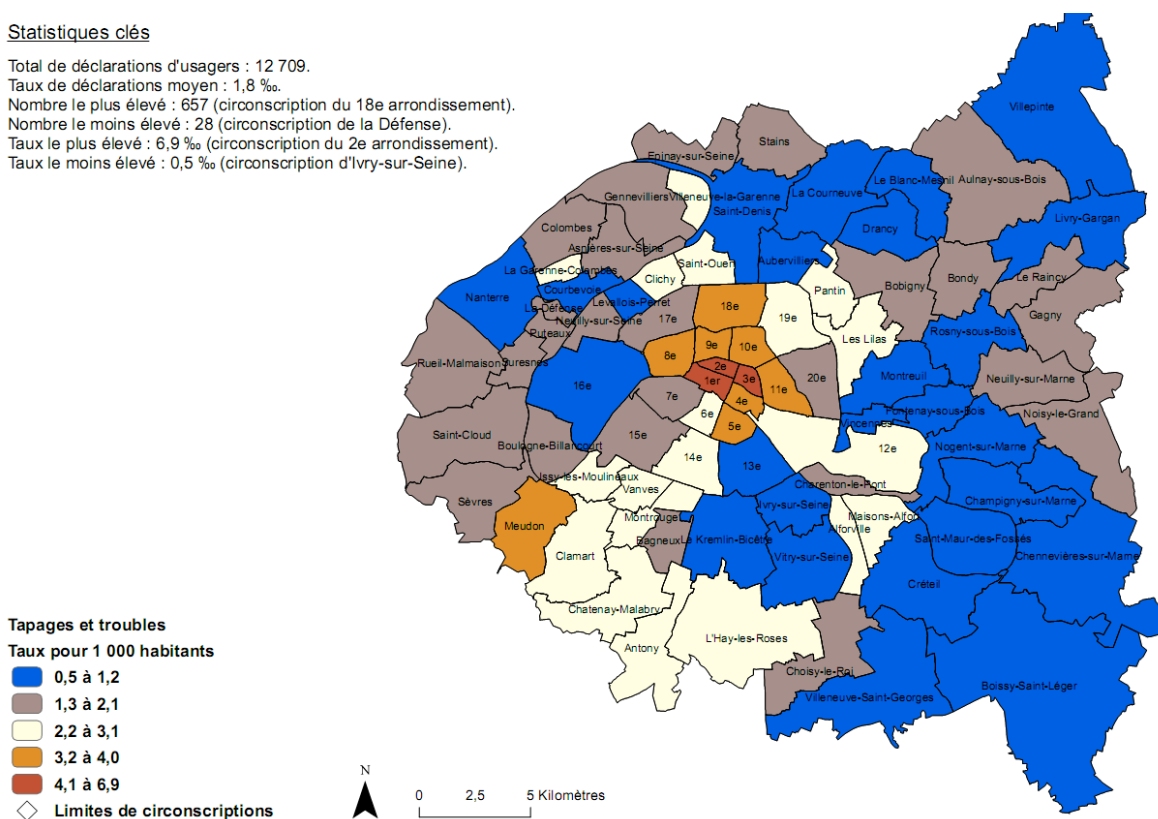 Statistiques clés
Total de déclarations d'usagers : 12 709.
Taux de déclarations moyen : 1,8 ‰.
Nombre le plus élevé : 657 (circonscription du 18e arrondissement).
Nombre le moins élevé : 28 (circonscription de la Défense).
Taux le plus élevé : 6,9 ‰ (circonscription du 2e arrondissement).
Taux le moins élevé : 0,5 ‰ (circonscription d'Ivry-sur-Seine).
Villepinte
Stains
Epinay-sur-Seine
Le Blanc-Mesnil
Aulnay-sous-Bois
La Courneuve
Gennevilliers
Villeneuve-la-Garenne
Saint-Denis
Livry-Gargan
Colombes
Drancy
Asnières-sur-Seine
Saint-Ouen
Aubervilliers
La Garenne-Colombes
Clichy
Le Raincy
Bondy
Bobigny
Pantin
Courbevoie
Nanterre
Levallois-Perret
La Défense
18e
Gagny
Neuilly-sur-Seine
17e
19e
Puteaux
Rosny-sous-Bois
Les Lilas
9e
10e
8e
Rueil-Malmaison
Suresnes
2e
Montreuil
20e
3e
1er
Neuilly-sur-Marne
16e
11e
7e
4e
6e
Fontenay-sous-Bois
Noisy-le-Grand
Vincennes
5e
Saint-Cloud
15e
Boulogne-Billancourt
Nogent-sur-Marne
12e
14e
13e
Issy-les-Moulineaux
Charenton-le-Pont
Vanves
Sèvres
Champigny-sur-Marne
Ivry-sur-Seine
Maisons-Alfort
Montrouge
Meudon
Alforville
Saint-Maur-des-Fossés
Bagneux
Le Kremlin-Bicêtre
Clamart
Vitry-sur-Seine
Chennevières-sur-Marne
Créteil
Chatenay-Malabry
L'Hay-les-Roses
Antony
Choisy-le-Roi
Boissy-Saint-Léger
Villeneuve-Saint-Georges
Tapages et troubles
Taux pour 1 000 habitants
0,5 à 1,2
1,3 à 2,1
2,2 à 3,1
3,2 à 4,0
4,1 à 6,9
Limites de circonscriptions
N
0 2,5 5 Kilomètres